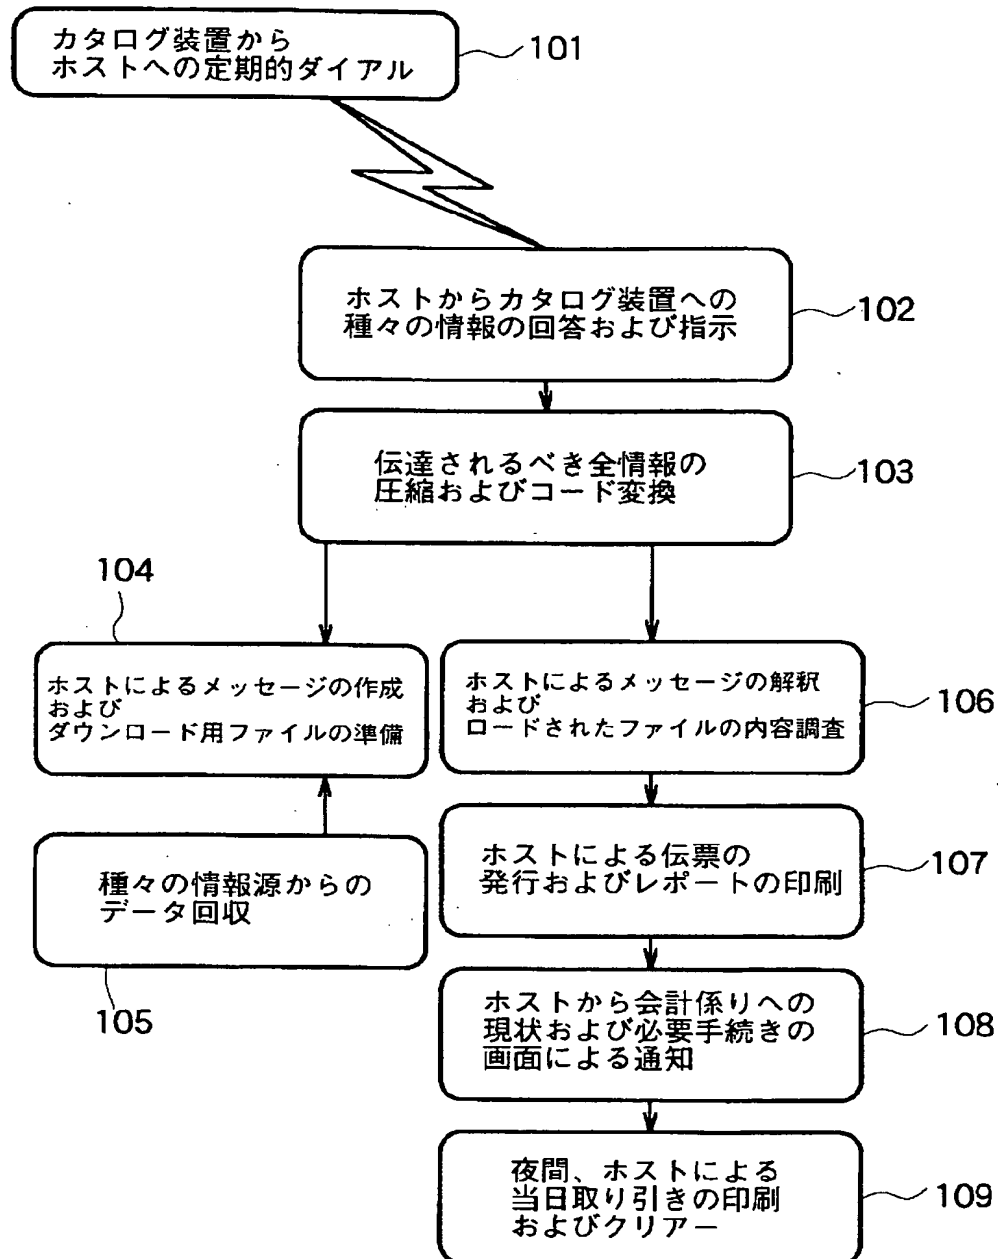 カタログ装置から
ホストへの定期的ダイアル
101
ホストからカタログ装置への
種々の情報の回答および指示
102
伝達されるべき全情報の
圧縮およびコード変換
103
104
ホストによるメッセージの作成
および
ダウンロード用ファイルの準備
ホストによるメッセージの解釈
および
ロードされたファイルの内容調査
106
種々の情報源からの
データ回収
105
ホストによる伝票の
発行およびレポートの印刷
107
ホストから会計係りへの
現状および必要手続きの
画面による通知
108
夜間、ホストによる
当日取り引きの印刷
およびクリアー
109